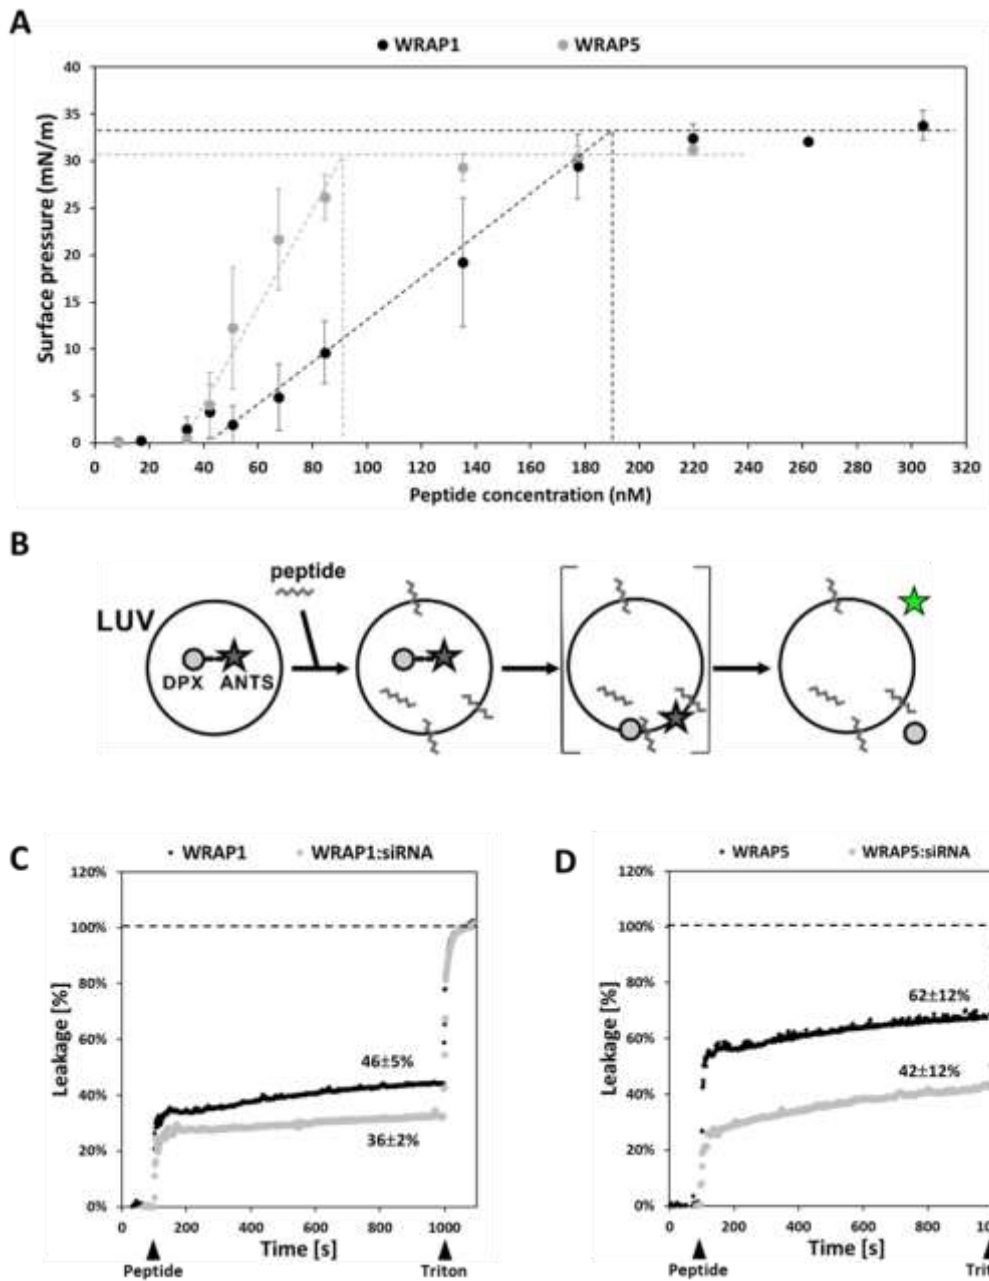 A
WRAP1 WRAP5
Surface pressure (mN/m)
40
35
30
25
20
15
10
5
0
0 20 40 60 80 100 120 140 160 180 200 220 240 260 280 300 320
Peptide concentration (nM)
B
peptide
LUV
DPX ANTS
C
WRAP1 WRAP1:siRNA
Leakage [%]
120%
100%
80%
60%
40%
20%
0%
46±5%
36±2%
0 200 400 600 800 1000
Time [s]
Peptide Triton
D
WRAP5 WRAP5:siRNA
Leakage [%]
120%
100%
80%
60%
40%
20%
0%
62±12%
42±12%
0 200 400 600 800 100
Time [s]
Peptide Trit